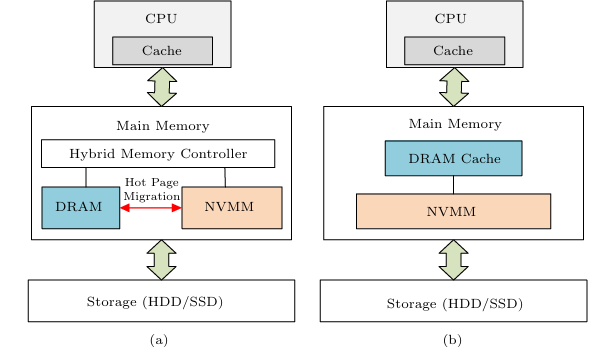 CPU
Cache
Main Memory
Hybrid Memory Controller
Hot Page
Migration
DRAM
NVMM
Storage (HDD/SSD)
(a)
CPU
Cache
Main Memory
DRAM Cache
NVMM
Storage (HDD/SSD)
(b)